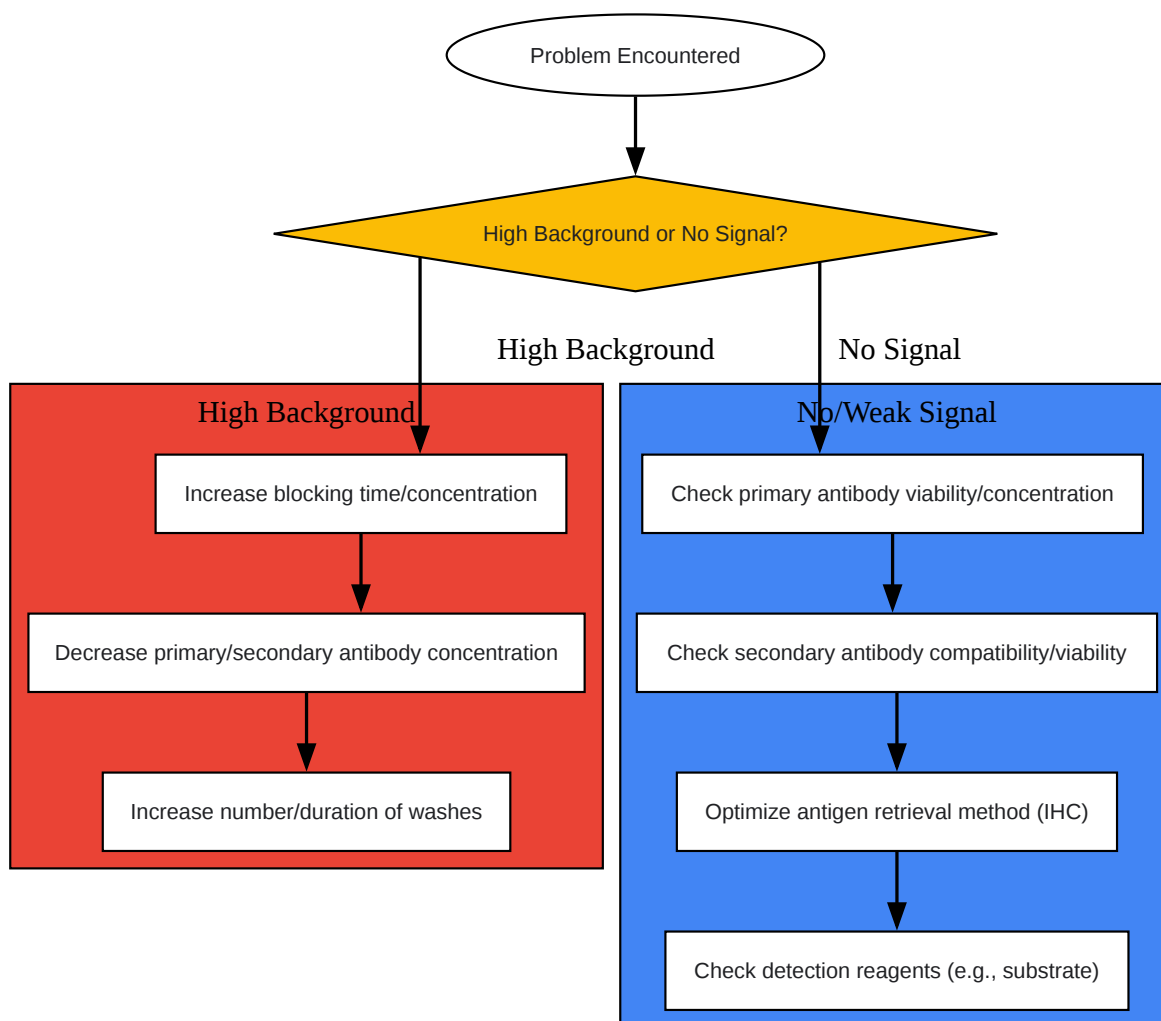 Problem Encountered
High Background or No Signal?
High Background
No Signal
High Background
Increase blocking time/concentration
Decrease primary/secondary antibody concentration
Increase number/duration of washes
No/Weak Signal
Check primary antibody viability/concentration
Check secondary antibody compatibility/viability
Optimize antigen retrieval method (IHC)
Check detection reagents (e.g., substrate)